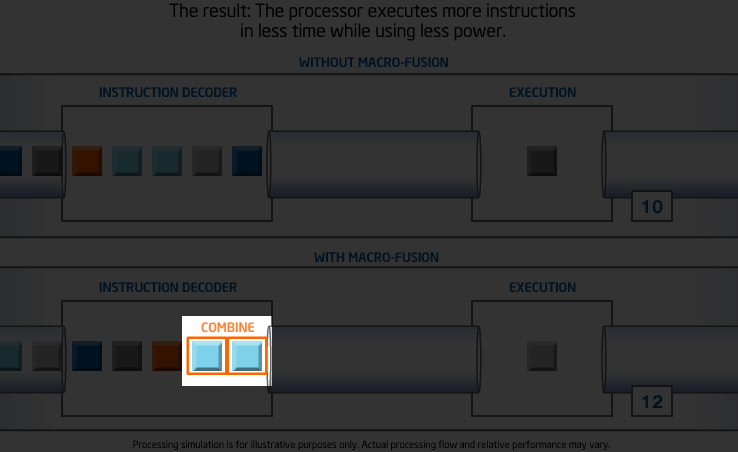 The result: The processor executes more instructions
in less time while using less power.
WITHOUT MACRO-FUSION
INSTRUCTION DECODER
EXECUTION
10
WITH MACRO-FUSION
INSTRUCTION DECODER
EXECUTION
COMBINE
12
Processing simulation is for illustrative purposes only. Actual processing flow and relative performance may vary.